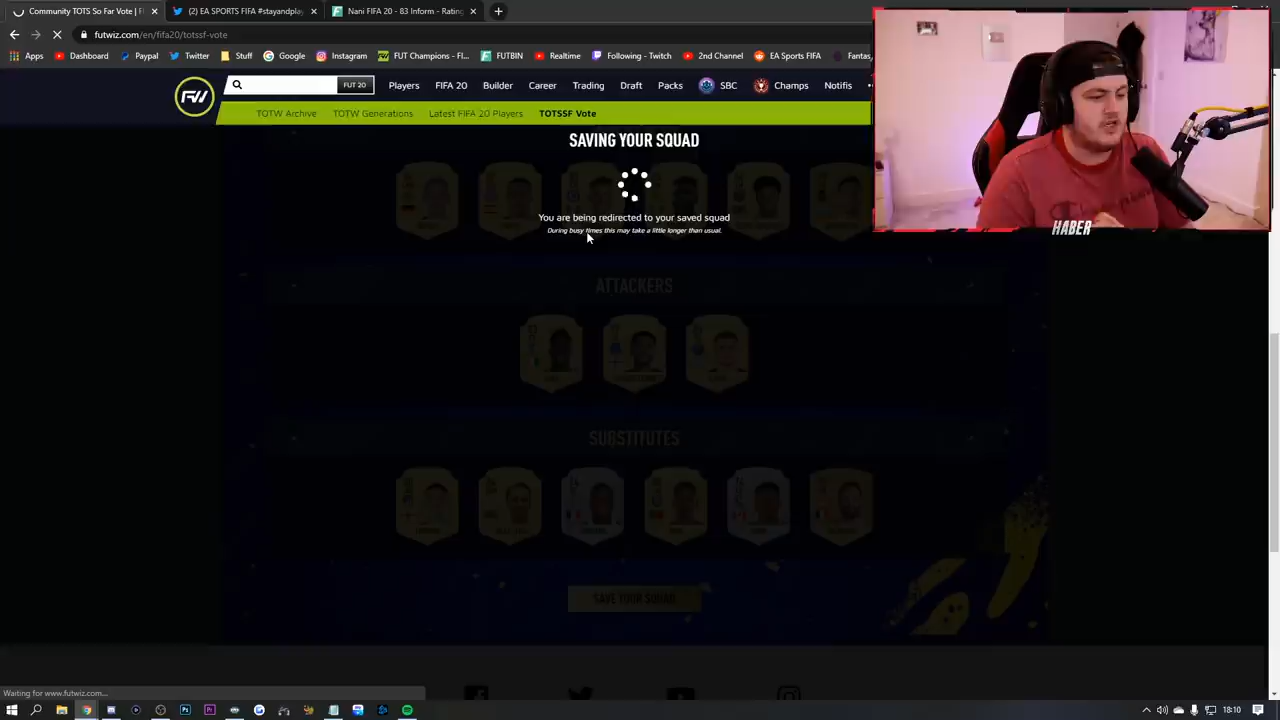 Community TOTS So Far Vote | F
(2) EA SPORTS FIFA #stayandplay
Nani FIFA 20 - 83 Inform - Rating
futwiz.com/en/fifa20/totssf-vote
Apps
Dashboard
Paypal
Twitter
Stuff
Google
Instagram
FUT Champions - Fl...
FUTBIN
Realtime
Following - Twitch
2nd Channel
EA Sports FIFA
Fantasy
FUT 20
Players
FIFA 20
Builder
Career
Trading
Draft
Packs
SBC
Champs
Notifs
FW
TOTW Archive
TOTW Generations
Latest FIFA 20 Players
TOTSSF Vote
SAVING YOUR SQUAD
You are being redirected to your saved squad
During busy times this may take a little longer than usual.
HABER
ATTACKERS
SUBSTITUTES
SAVE YOUR SQUAD
Waiting for www.futwiz.com...
18:10